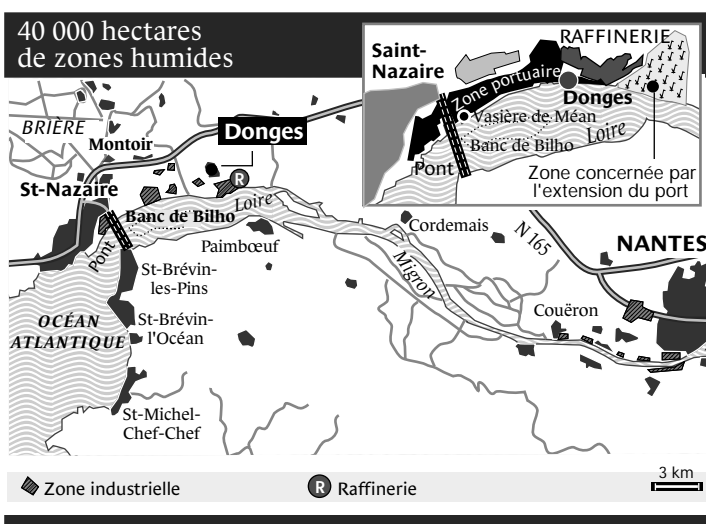 40 000 hectares
de zones humides
RAFFINERIE
Saint-
Nazaire
Zone portuaire
Donges
Vasière de Méan
Loire
Banc de Bilho
Pont
Zone concernée par
l'extension du port
BRIÈRE
Montoir
Donges
St-Nazaire
R
Banc de Bilho
Loire
Pont
Paimbœuf
Cordemais
N 165
NANTES
Migron
St-Brévin-
les-Pins
Couëron
OCÉAN
ATLANTIQUE
St-Brévin-
l'Océan
St-Michel-
Chef-Chef
Zone industrielle
R Raffinerie
3 km